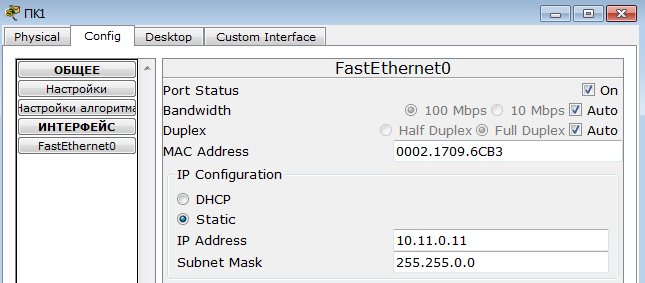 ПК1
Physical Config Desktop Custom Interface
ОБЩЕЕ
Настройки
Настройки алгоритма
ИНТЕРФЕЙС
FastEthernet0
FastEthernet0
Port Status On
Bandwidth 100 Mbps 10 Mbps Auto
Duplex Half Duplex Full Duplex Auto
MAC Address 0002.1709.6CB3
IP Configuration
DHCP
Static
IP Address 10.11.0.11
Subnet Mask 255.255.0.0